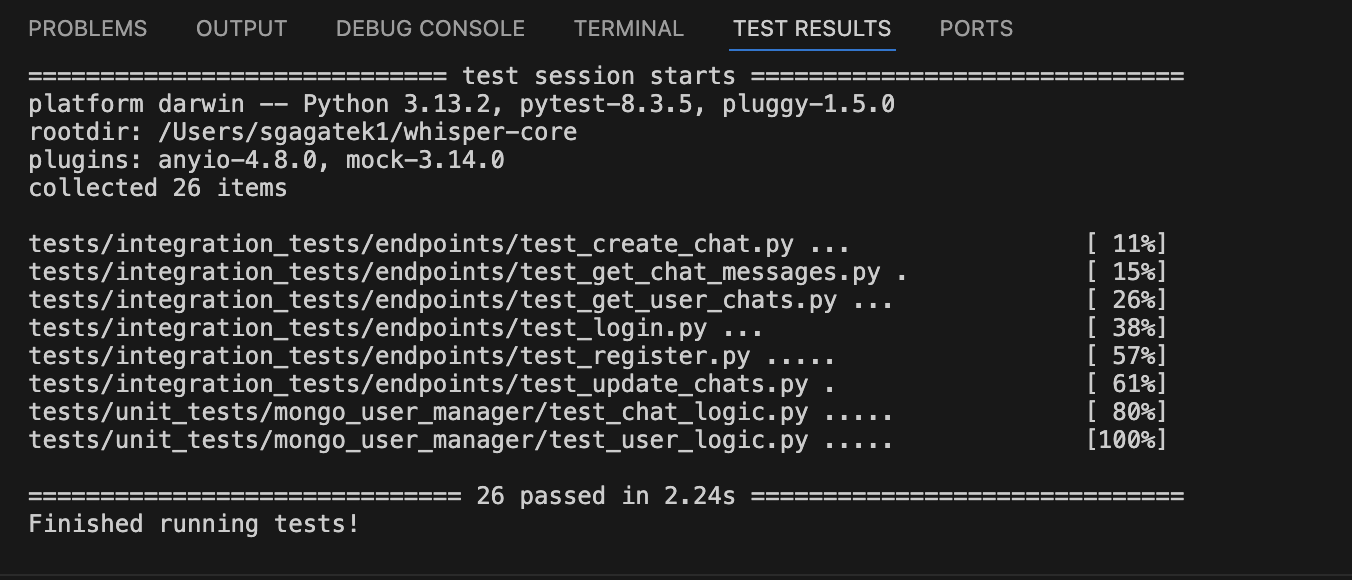 PROBLEMS OUTPUT DEBUG CONSOLE TERMINAL TEST RESULTS PORTS
============================= test session starts ==============================
platform darwin -- Python 3.13.2, pytest-8.3.5, pluggy-1.5.0
rootdir: /Users/sgagatek1/whisper-core
plugins: anyio-4.8.0, mock-3.14.0
collected 26 items
tests/integration_tests/endpoints/test_create_chat.py ... [ 11%]
tests/integration_tests/endpoints/test_get_chat_messages.py . [ 15%]
tests/integration_tests/endpoints/test_get_user_chats.py ... [ 26%]
tests/integration_tests/endpoints/test_login.py ... [ 38%]
tests/integration_tests/endpoints/test_register.py ..... [ 57%]
tests/integration_tests/endpoints/test_update_chats.py . [ 61%]
tests/unit_tests/mongo_user_manager/test_chat_logic.py ..... [ 80%]
tests/unit_tests/mongo_user_manager/test_user_logic.py ..... [100%]
============================== 26 passed in 2.24s ==============================
Finished running tests!